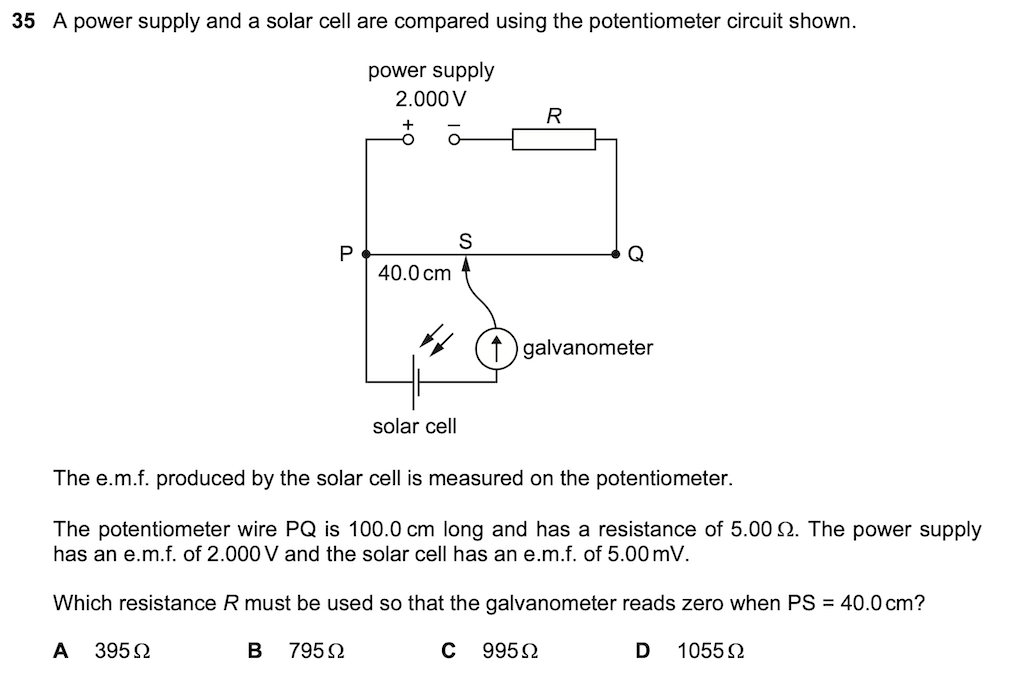 35 A power supply and a solar cell are compared using the potentiometer circuit shown.
power supply
2.000 V
+ –
R
S
P
Q
40.0 cm
galvanometer
solar cell
The e.m.f. produced by the solar cell is measured on the potentiometer.
The potentiometer wire PQ is 100.0 cm long and has a resistance of 5.00 Ω. The power supply
has an e.m.f. of 2.000 V and the solar cell has an e.m.f. of 5.00 mV.
Which resistance R must be used so that the galvanometer reads zero when PS = 40.0 cm?
A 395 Ω B 795 Ω C 995 Ω D 1055 Ω